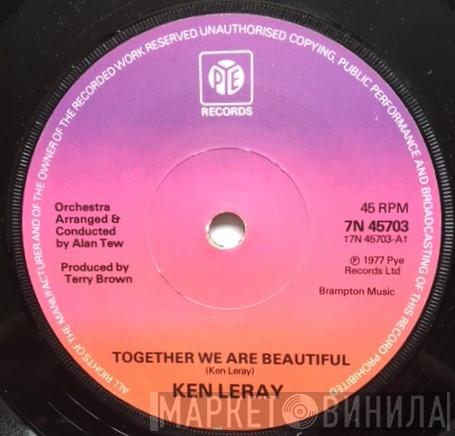 ALL RIGHTS OF THE MANUFACTURER AND OF THE OWNER OF THE RECORDED WORK RESERVED UNAUTHORISED COPYING, PUBLIC PERFORMANCE AND BROADCASTING OF THIS RECORD PROHIBITED
PYE
RECORDS
Orchestra
Arranged &
Conducted
by Alan Tew
Produced by
Terry Brown
45 RPM
7N 45703
†7N 45703-A†
℗ 1977 Pye
Records Ltd
Brampton Music
TOGETHER WE ARE BEAUTIFUL
(Ken Leray)
KEN LERAY
МАРКЕТ ВИНИЛА